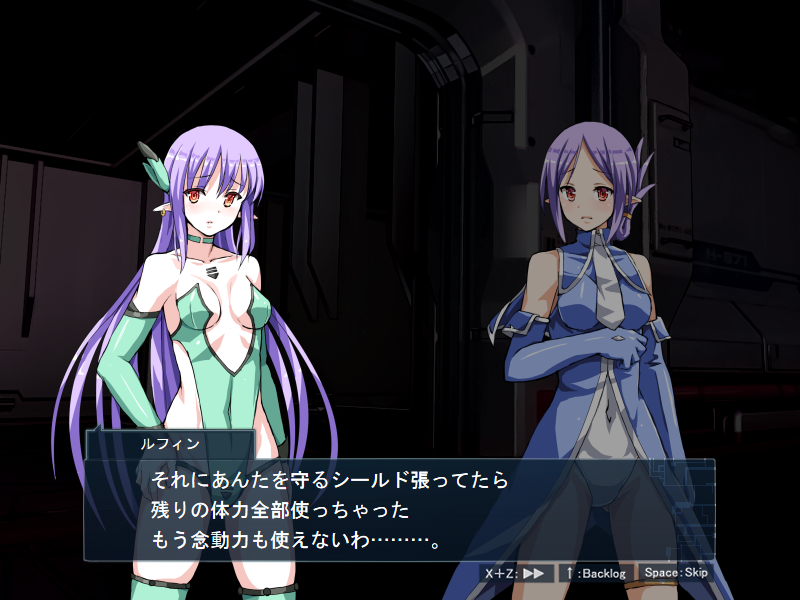 H-871
ルフィン
それにあんたを守るシールド張ってたら
残りの体力全部使っちゃった
もう念動力も使えないわ………。
X+Z:▶▶ ↑:Backlog Space:Skip